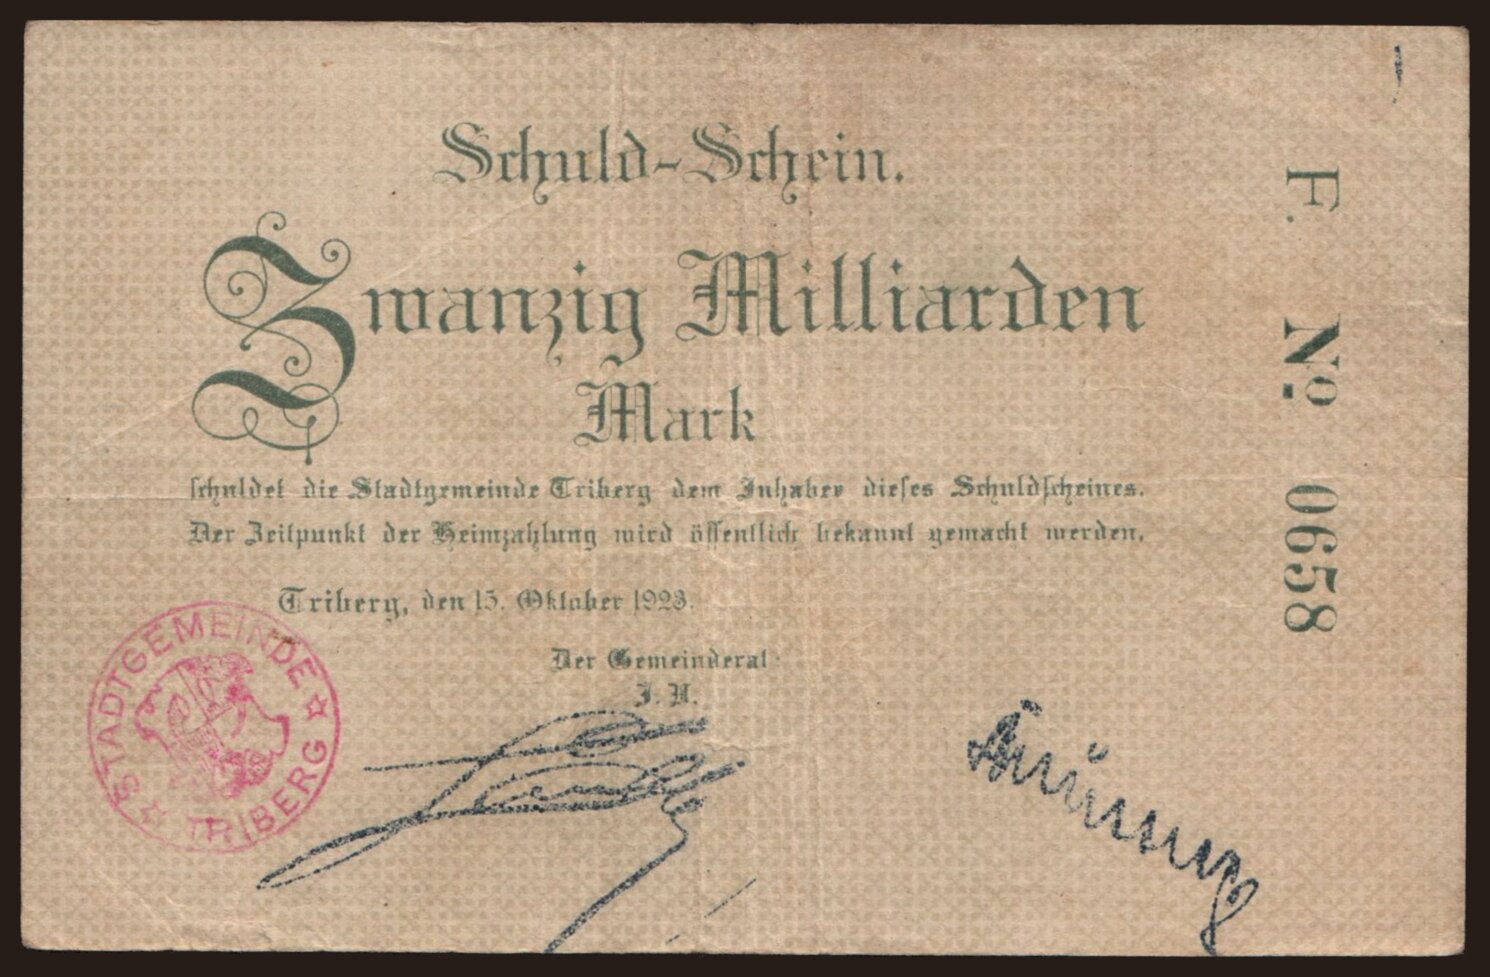 Schuld-Schein.
Zwanzig Milliarden
Mark
schuldet die Stadtgemeinde Triberg dem Inhaber dieses Schuldscheines.
Der Zeitpunkt der Heimzahlung wird öffentlich bekannt gemacht werden.
Triberg, den 15. Oktober 1923.
Der Gemeinderat
J. V.
STADTGEMEINDE
TRIBERG
F. No 0658